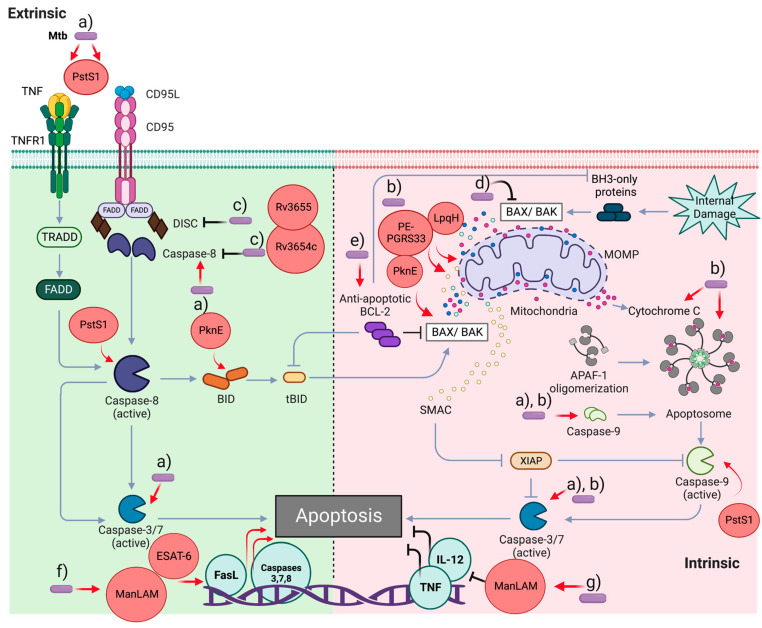 Extrinsic
a)
Mtb
PstS1
TNF
CD95L
TNFR1
CD95
FADD
FADD
DISC
c)
Rv3655
Caspase-8
c)
Rv3654c
TRADD
FADD
a)
PstS1
PknE
Caspase-8
(active)
BID
tBID
a)
Caspase-3/7
(active)
b)
LpqH
PE-
PGRS33
PknE
d)
BAX/ BAK
BH3-only
proteins
Internal
Damage
MOMP
e)
Anti-apoptotic
BCL-2
BAX/ BAK
Mitochondria
b)
Cytochrome C
APAF-1
oligomerization
SMAC
a), b)
Caspase-9
Apoptosome
XIAP
Caspase-9
(active)
PstS1
a), b)
Caspase-3/7
(active)
Apoptosis
Intrinsic
f)
ESAT-6
ManLAM
FasL
Caspases
3,7,8
IL-12
TNF
ManLAM
g)